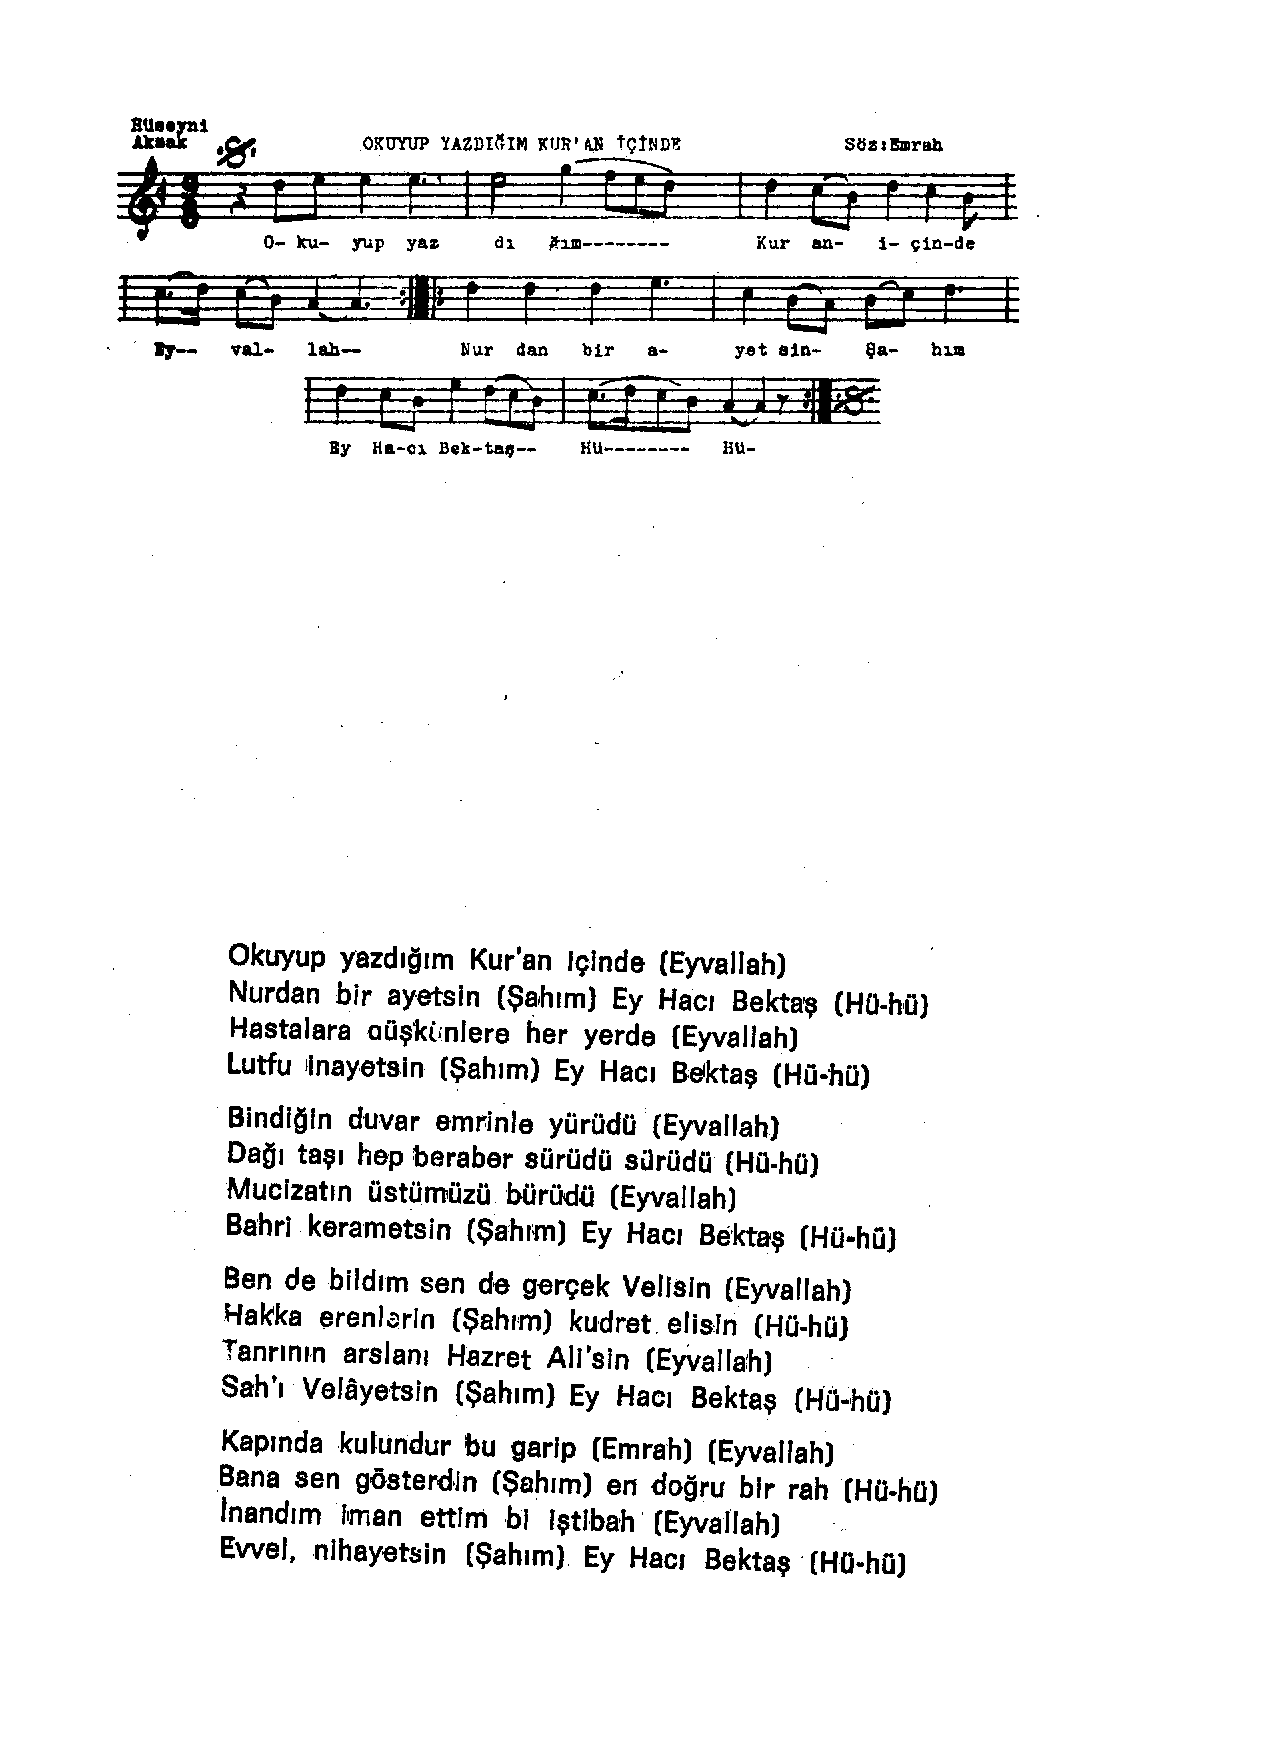 Hüseyni
Aksak
OKUYUP YAZDIĞIM KUR'AN İÇİNDE
Söz:Emrah
O- ku- yup yaz dı ğım-------- Kur an- i- çin-de
Ey-- val- lah-- Nur dan bir a- yet sin- Şa- hım
Ey Ha-cı Bek-taş-- Hü-------- Hü-
Okuyup yazdığım Kur'an içinde (Eyvallah)
Nurdan bir ayetsin (Şahım) Ey Hacı Bektaş (Hü-hü)
Hastalara düşkünlere her yerde (Eyvallah)
Lutfu inayetsin (Şahım) Ey Hacı Bektaş (Hü-hü)
Bindiğin duvar emrinle yürüdü (Eyvallah)
Dağı taşı hep beraber sürüdü sürüdü (Hü-hü)
Mucizatın üstümüzü bürüdü (Eyvallah)
Bahri kerametsin (Şahım) Ey Hacı Bektaş (Hü-hü)
Ben de bildim sen de gerçek Velisin (Eyvallah)
Hakka erenlerin (Şahım) kudret elisin (Hü-hü)
Tanrının arslanı Hazret Ali'sin (Eyvallah)
Sah'ı Velâyetsin (Şahım) Ey Hacı Bektaş (Hü-hü)
Kapında kulundur bu garip (Emrah) (Eyvallah)
Bana sen gösterdin (Şahım) en doğru bir rah (Hü-hü)
İnandım iman ettim bi iştibah (Eyvallah)
Evvel, nihayetsin (Şahım) Ey Hacı Bektaş (Hü-hü)